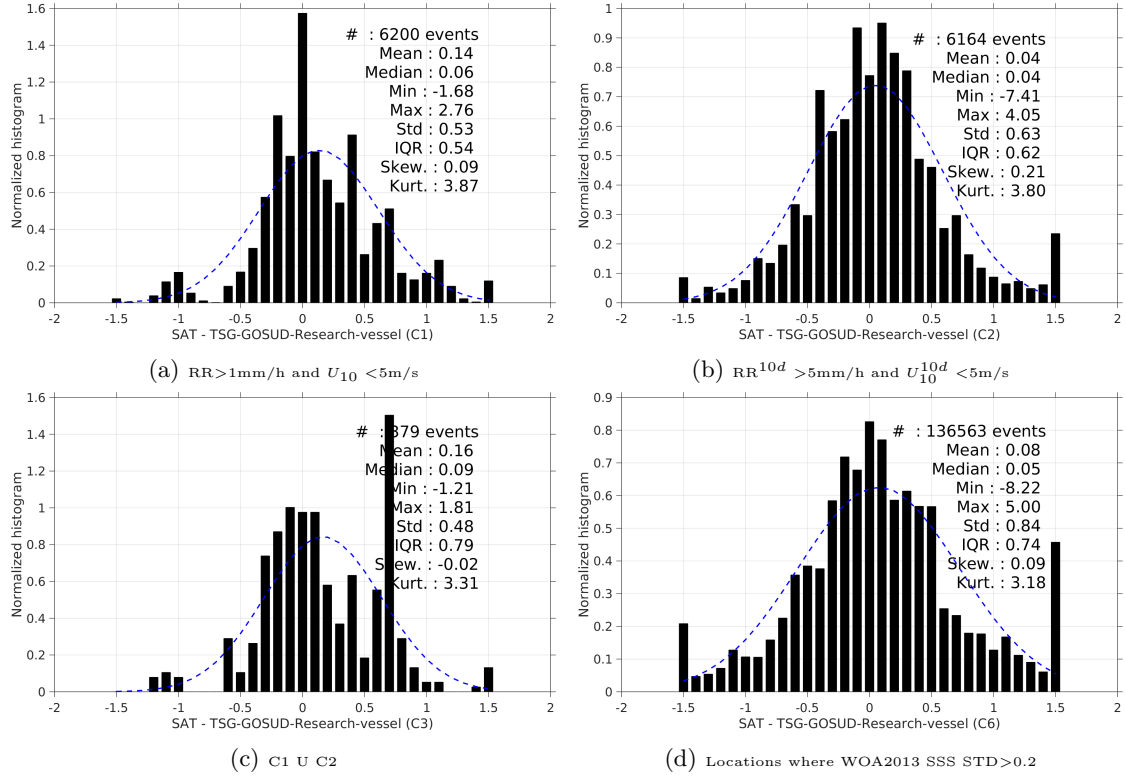 1.6
1.4
1.2
1
0.8
0.6
0.4
0.2
0
Normalized histogram
# : 6200 events
Mean : 0.14
Median : 0.06
Min : -1.68
Max : 2.76
Std : 0.53
IQR : 0.54
Skew. : 0.09
Kurt. : 3.87
-2 -1.5 -1 -0.5 0 0.5 1 1.5 2
SAT - TSG-GOSUD-Research-vessel (C1)
(a) RR>1mm/h and U10 <5m/s
1
0.9
0.8
0.7
0.6
0.5
0.4
0.3
0.2
0.1
0
Normalized histogram
# : 6164 events
Mean : 0.04
Median : 0.04
Min : -7.41
Max : 4.05
Std : 0.63
IQR : 0.62
Skew. : 0.21
Kurt. : 3.80
-2 -1.5 -1 -0.5 0 0.5 1 1.5 2
SAT - TSG-GOSUD-Research-vessel (C2)
(b) RR^10d >5mm/h and U10^10d <5m/s
1.6
1.4
1.2
1
0.8
0.6
0.4
0.2
0
Normalized histogram
# : 379 events
Mean : 0.16
Median : 0.09
Min : -1.21
Max : 1.81
Std : 0.48
IQR : 0.79
Skew. : -0.02
Kurt. : 3.31
-2 -1.5 -1 -0.5 0 0.5 1 1.5 2
SAT - TSG-GOSUD-Research-vessel (C3)
(c) C1 U C2
0.9
0.8
0.7
0.6
0.5
0.4
0.3
0.2
0.1
0
Normalized histogram
# : 136563 events
Mean : 0.08
Median : 0.05
Min : -8.22
Max : 5.00
Std : 0.84
IQR : 0.74
Skew. : 0.09
Kurt. : 3.18
-2 -1.5 -1 -0.5 0 0.5 1 1.5 2
SAT - TSG-GOSUD-Research-vessel (C6)
(d) Locations where WOA2013 SSS STD>0.2